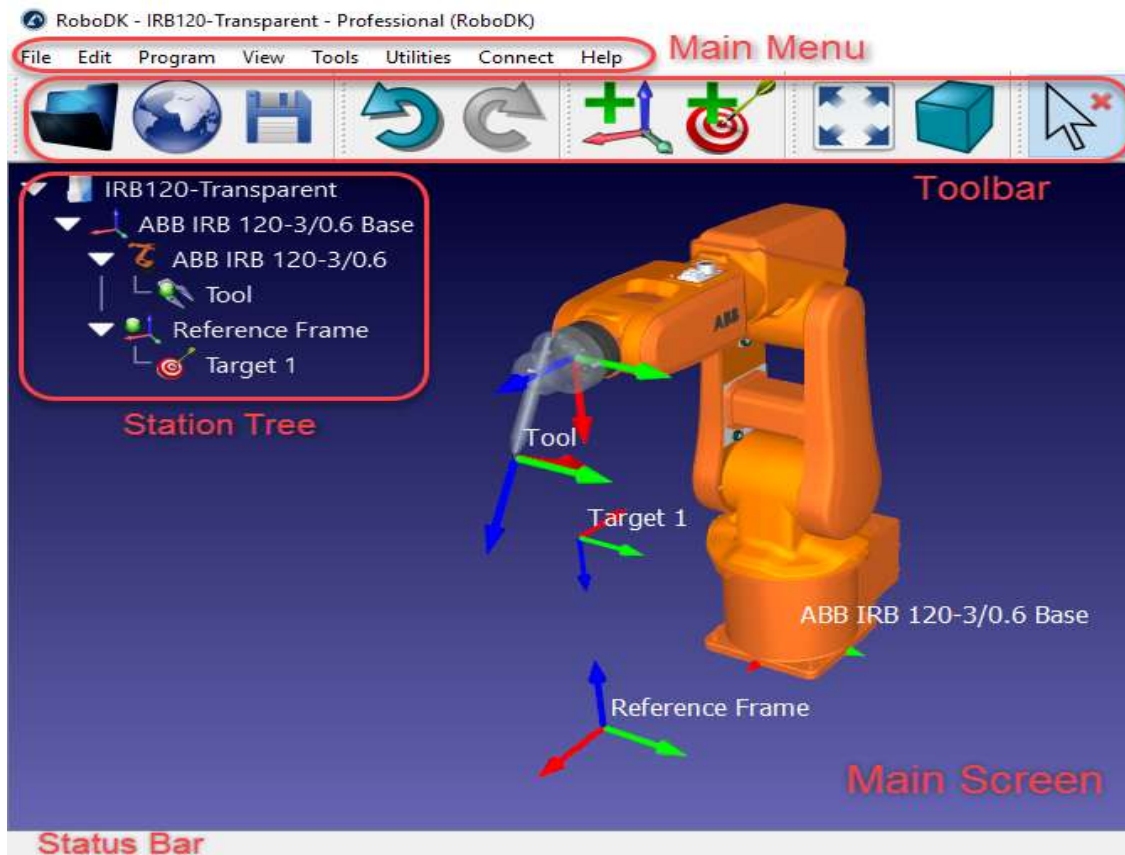 RoboDK - IRB120-Transparent - Professional (RoboDK)
File Edit Program View Tools Utilities Connect Help
Main Menu
Toolbar
IRB120-Transparent
ABB IRB 120-3/0.6 Base
ABB IRB 120-3/0.6
Tool
Reference Frame
Target 1
Station Tree
ABB
Tool
Target 1
ABB IRB 120-3/0.6 Base
Reference Frame
Main Screen
Status Bar